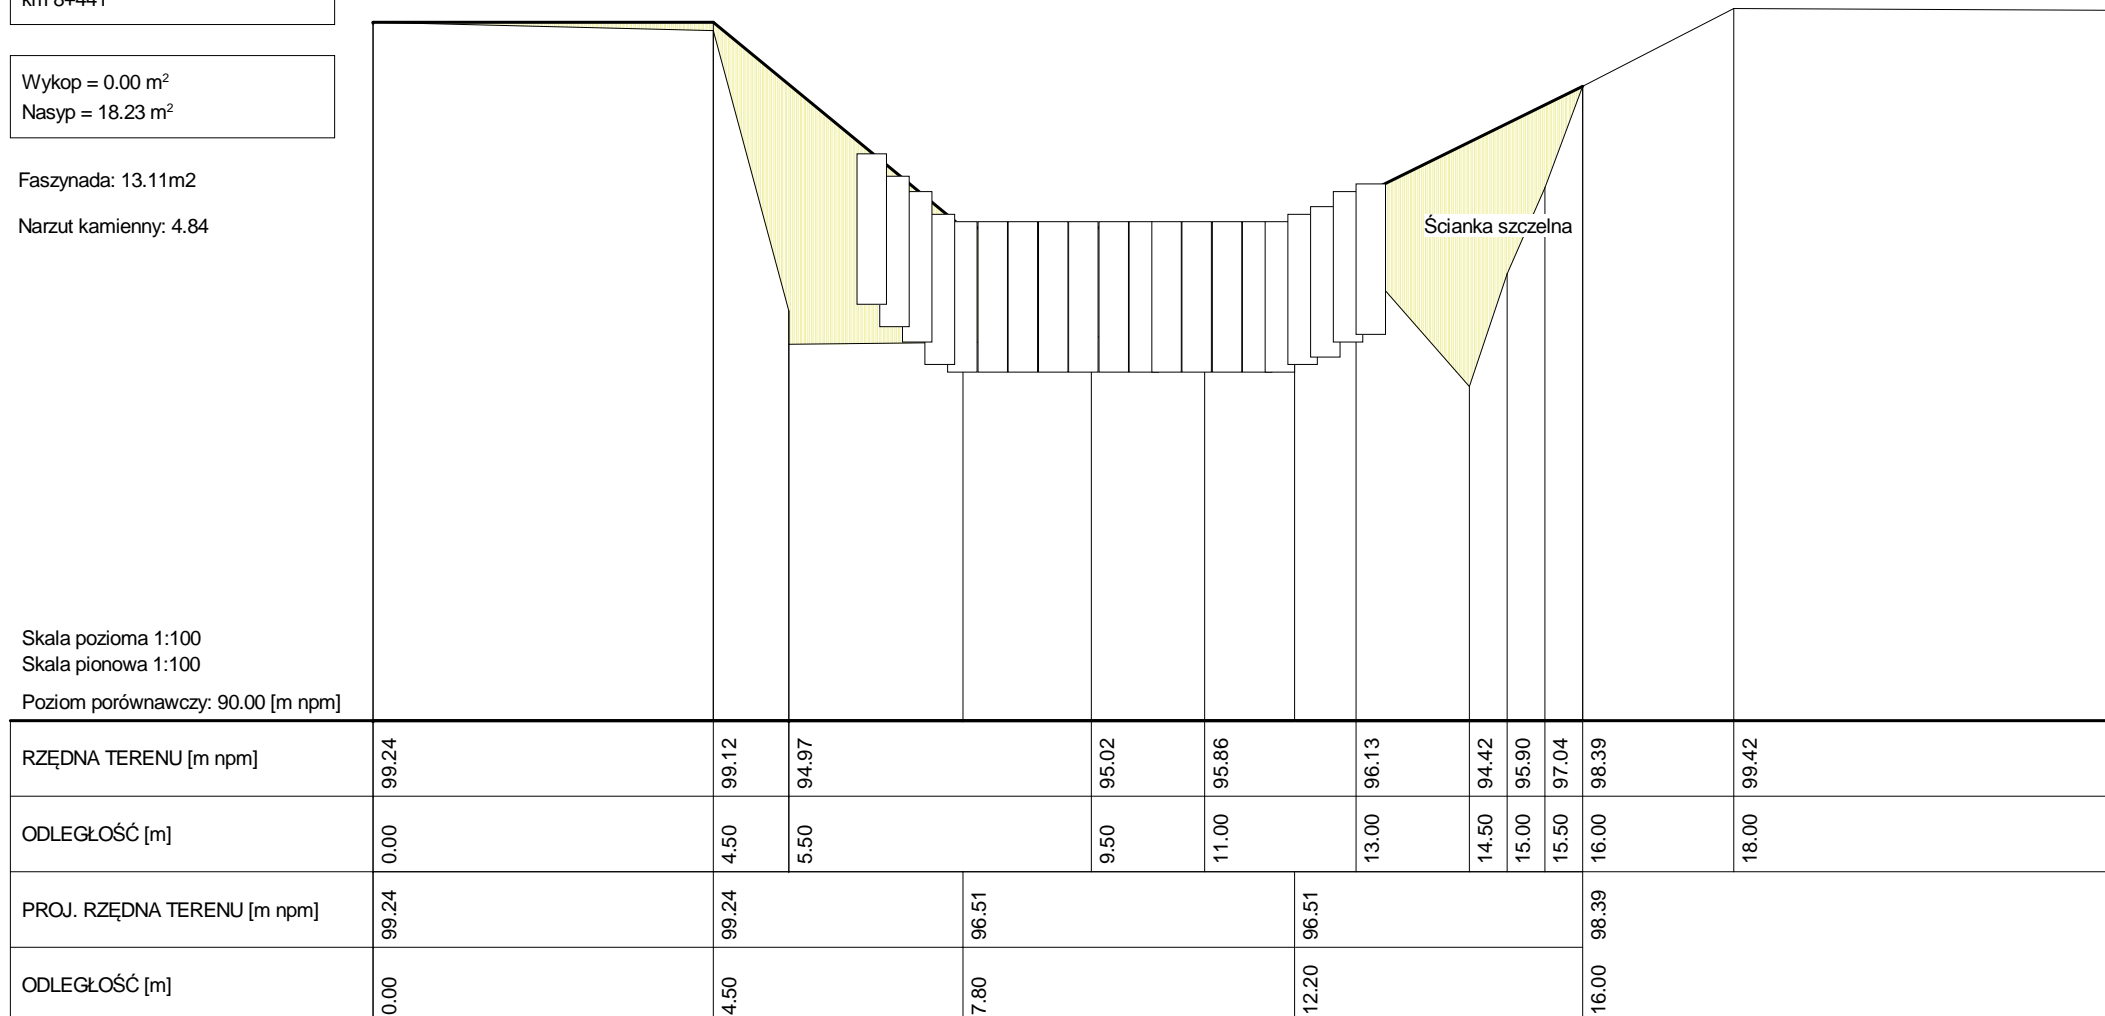 km 8+441
Wykop = 0.00 m²
Nasyp = 18.23 m²
Faszynada: 13.11m2
Narzut kamienny: 4.84
Ścianka szczelna
Skala pozioma 1:100
Skala pionowa 1:100
Poziom porównawczy: 90.00 [m npm]
RZĘDNA TERENU [m npm] 99.24 99.12 94.97 95.02 95.86 96.13 94.42 95.90 97.04 98.39 99.42
ODLEGŁOŚĆ [m] 0.00 4.50 5.50 9.50 11.00 13.00 14.50 15.00 15.50 16.00 18.00
PROJ. RZĘDNA TERENU [m npm] 99.24 99.24 96.51 96.51 98.39
ODLEGŁOŚĆ [m] 0.00 4.50 7.80 12.20 16.00